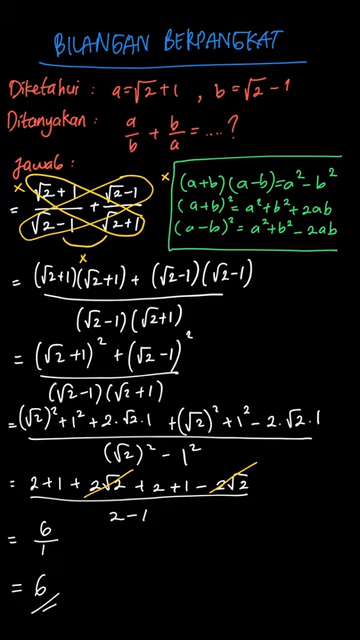 BILANGAN BERPANGKAT
Diketahui : a = √2 + 1 , b = √2 - 1
Ditanyakan : a/b + b/a = .... ?
Jawab :
= (√2 + 1)/(√2 - 1) + (√2 - 1)/(√2 + 1)
x x x
(a+b) (a-b) = a² - b²
(a+b)² = a² + b² + 2ab
(a-b)² = a² + b² - 2ab
= ((√2+1)(√2+1) + (√2-1)(√2-1))/((√2-1)(√2+1))
= ((√2+1)² + (√2-1)²)/((√2-1)(√2+1))
= ((√2)² + 1² + 2.√2.1 + (√2)² + 1² - 2.√2.1)/((√2)² - 1²)
= (2+1 + 2√2 + 2+1 - 2√2)/(2-1)
= 6/1
= 6